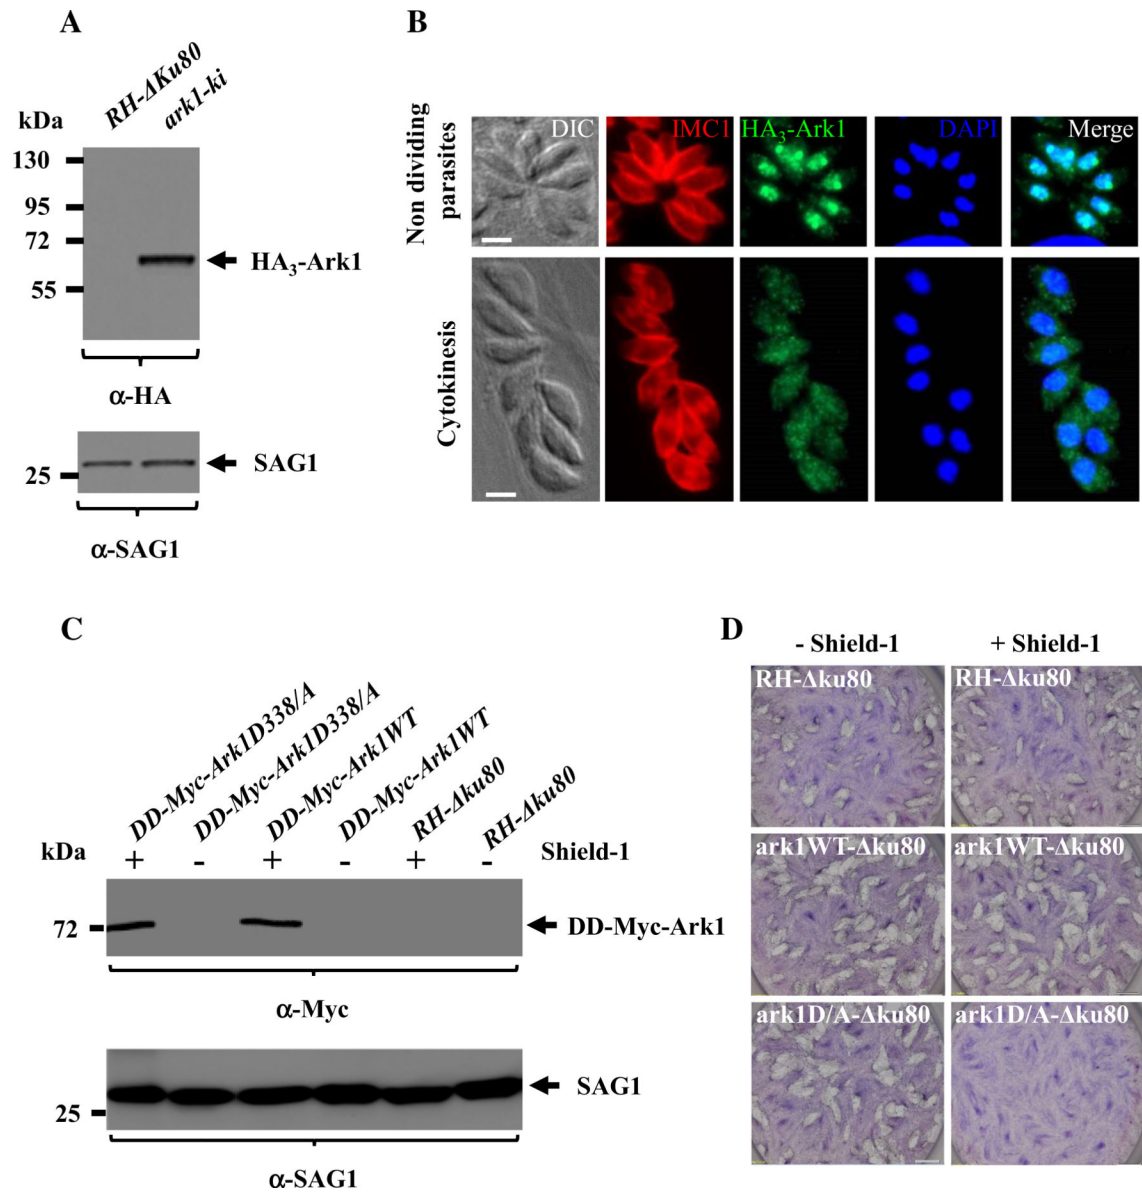 A
RH-ΔKu80
ark1-ki
kDa
130
95
72
55
HA3-Ark1
α-HA
25
SAG1
α-SAG1
B
Non dividing
parasites
DIC
IMC1
HA3-Ark1
DAPI
Merge
Cytokinesis
C
DD-Myc-Ark1D338/A
DD-Myc-Ark1D338/A
DD-Myc-Ark1WT
DD-Myc-Ark1WT
RH-Δku80
RH-Δku80
kDa
+ - + - + - Shield-1
72
DD-Myc-Ark1
α-Myc
SAG1
25
α-SAG1
D
- Shield-1
+ Shield-1
RH-Δku80
RH-Δku80
ark1WT-Δku80
ark1WT-Δku80
ark1D/A-Δku80
ark1D/A-Δku80